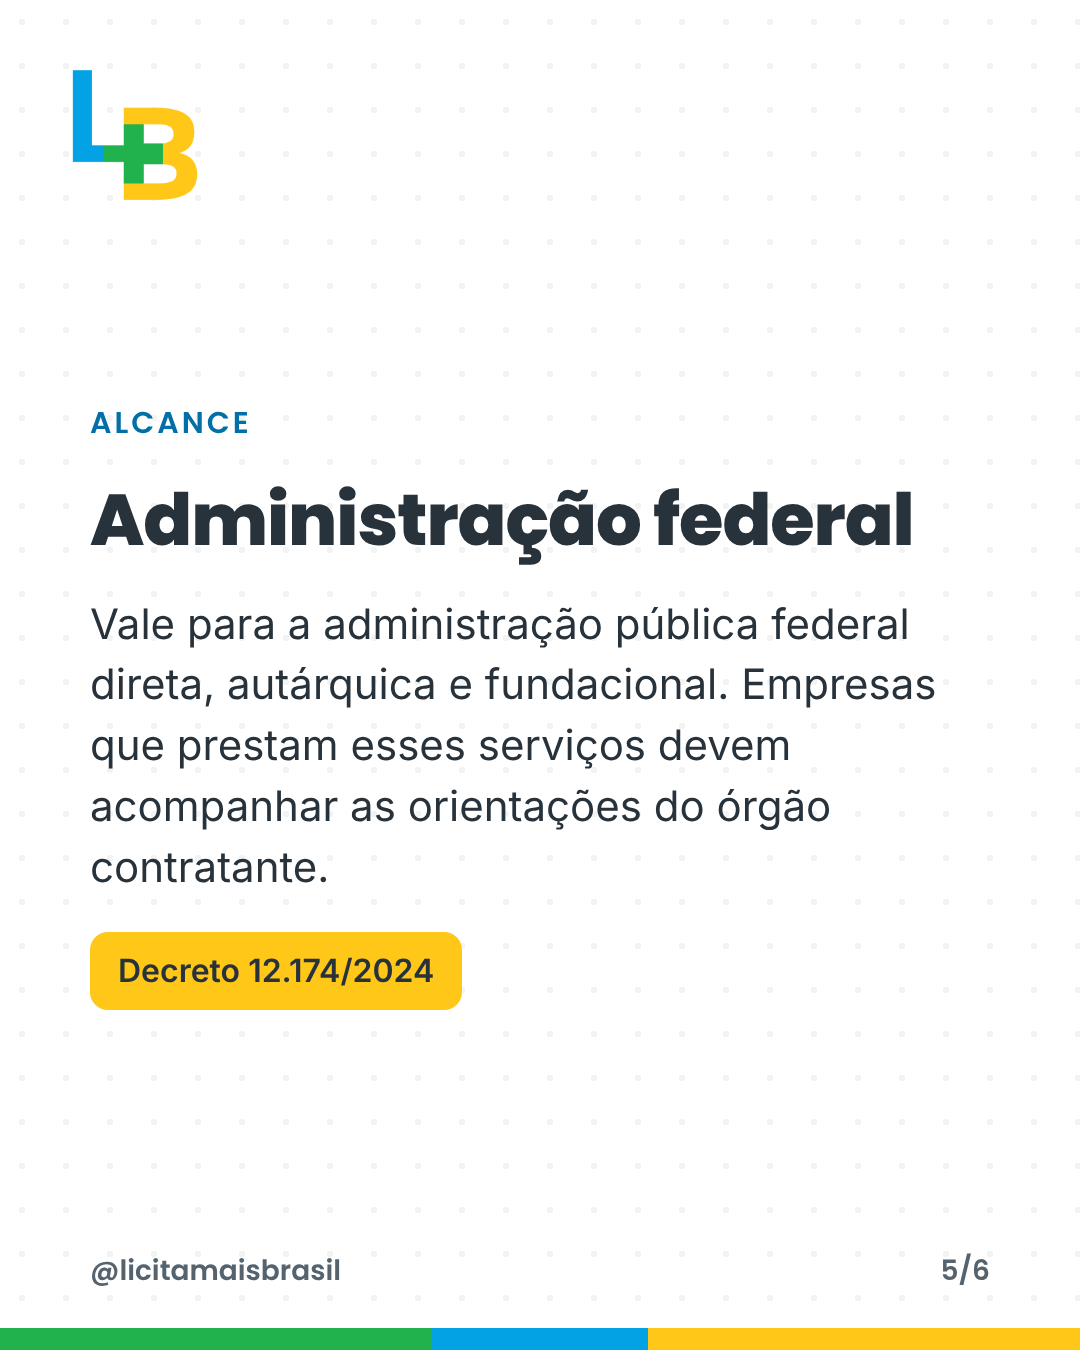 L+B
ALCANCE
Administração federal
Vale para a administração pública federal
direta, autárquica e fundacional. Empresas
que prestam esses serviços devem
acompanhar as orientações do órgão
contratante.
Decreto 12.174/2024
@licitamaisbrasil
5/6